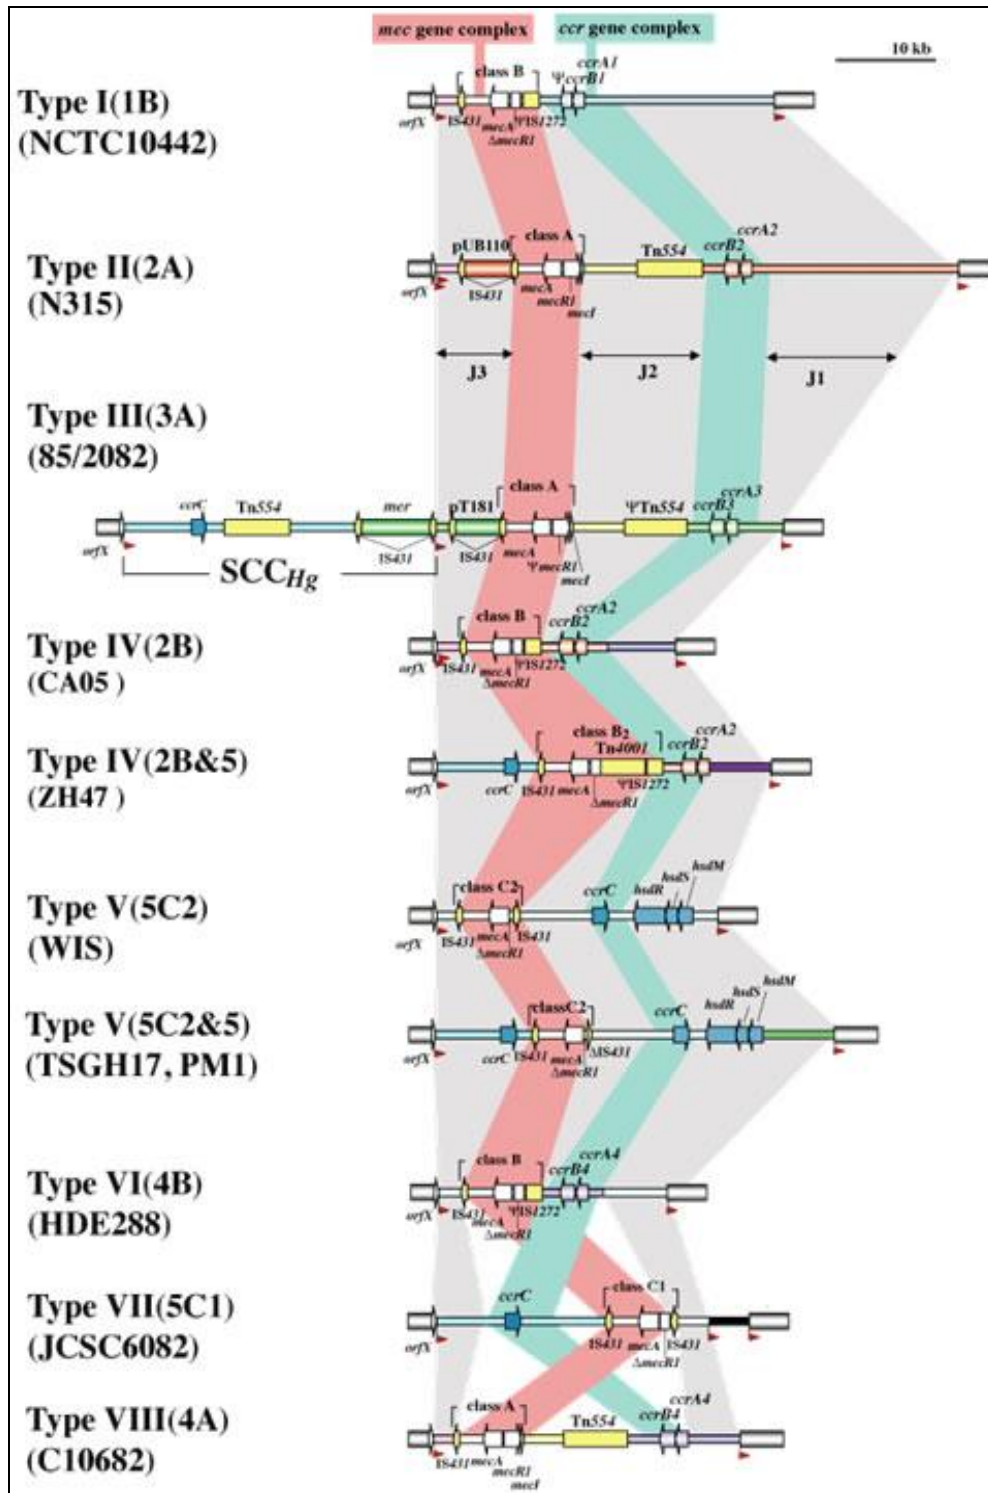 mec gene complex
ccr gene complex
10 kb
Type I(1B)
(NCTC10442)
class B
ccrA1
ΨccrB1
orfX
IS431
mecA
ΨIS1272
ΔmecR1
Type II(2A)
(N315)
pUB110
class A
Tn554
ccrA2
ccrB2
orfX
IS431
mecA
mecR1
mecI
J3
J2
J1
Type III(3A)
(85/2082)
ccrC
Tn554
mer
pT181
class A
ΨTn554
ccrA3
ccrB3
orfX
IS431
IS431
mecA
ΨmecR1
mecI
SCCHg
Type IV(2B)
(CA05 )
class B
ccrA2
ccrB2
orfX
IS431
mecA
ΨIS1272
ΔmecR1
Type IV(2B&5)
(ZH47 )
class B2
Tn4001
ccrA2
ccrB2
orfX
ccrC
IS431
mecA
ΨIS1272
ΔmecR1
Type V(5C2)
(WIS)
class C2
ccrC
hsdR
hsdS
hsdM
orfX
IS431
mecA
IS431
ΔmecR1
Type V(5C2&5)
(TSGH17, PM1)
classC2
ccrC
hsdR
hsdS
hsdM
orfX
ccrC
IS431
mecA
ΔIS431
ΔmecR1
Type VI(4B)
(HDE288)
class B
ccrA4
ccrB4
orfX
IS431
mecA
ΨIS1272
ΔmecR1
Type VII(5C1)
(JCSC6082)
ccrC
class C1
orfX
IS431
mecA
IS431
ΔmecR1
Type VIII(4A)
(C10682)
class A
Tn554
ccrA4
ccrB4
orfX
IS431
mecA
mecR1
mecI